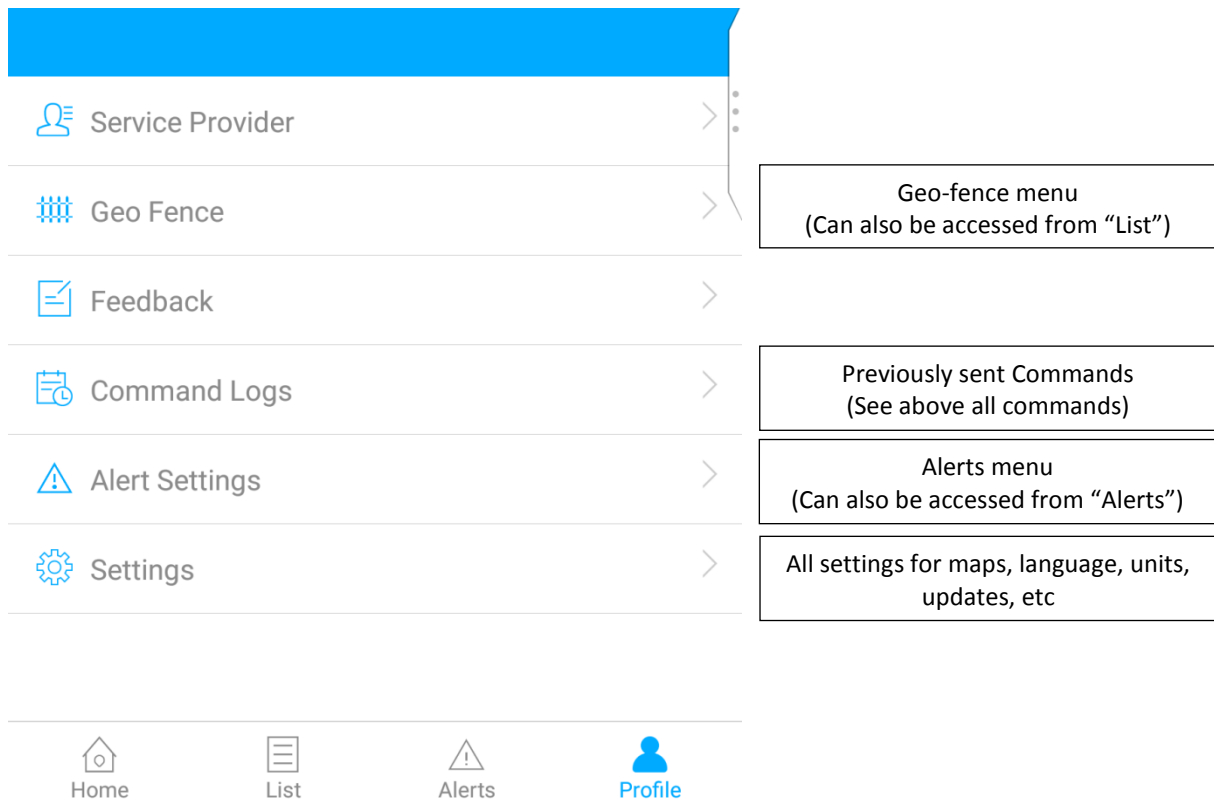 Service Provider
Geo Fence
Geo-fence menu
(Can also be accessed from “List”)
Feedback
Command Logs
Previously sent Commands
(See above all commands)
Alert Settings
Alerts menu
(Can also be accessed from “Alerts”)
Settings
All settings for maps, language, units,
updates, etc
Home
List
Alerts
Profile